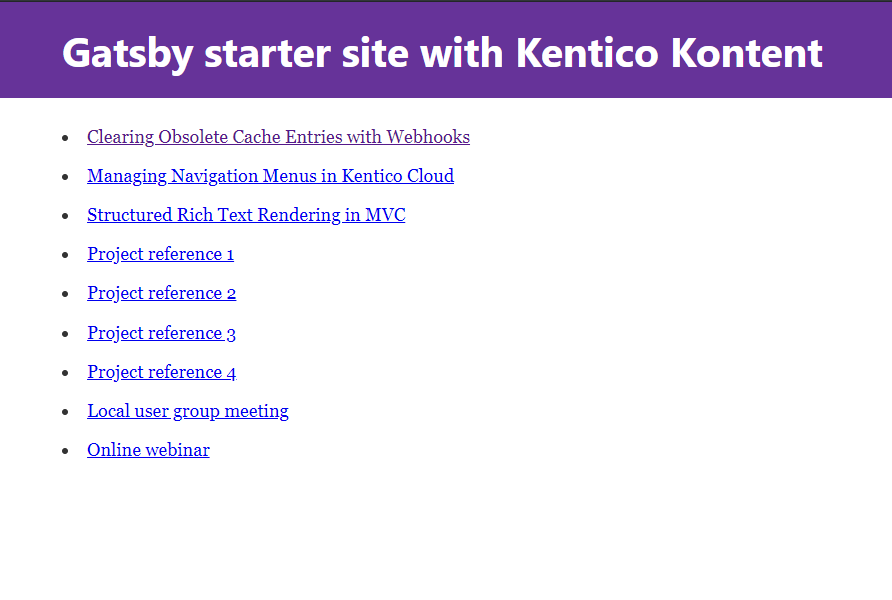 Gatsby starter site with Kentico Kontent
Clearing Obsolete Cache Entries with Webhooks
Managing Navigation Menus in Kentico Cloud
Structured Rich Text Rendering in MVC
Project reference 1
Project reference 2
Project reference 3
Project reference 4
Local user group meeting
Online webinar